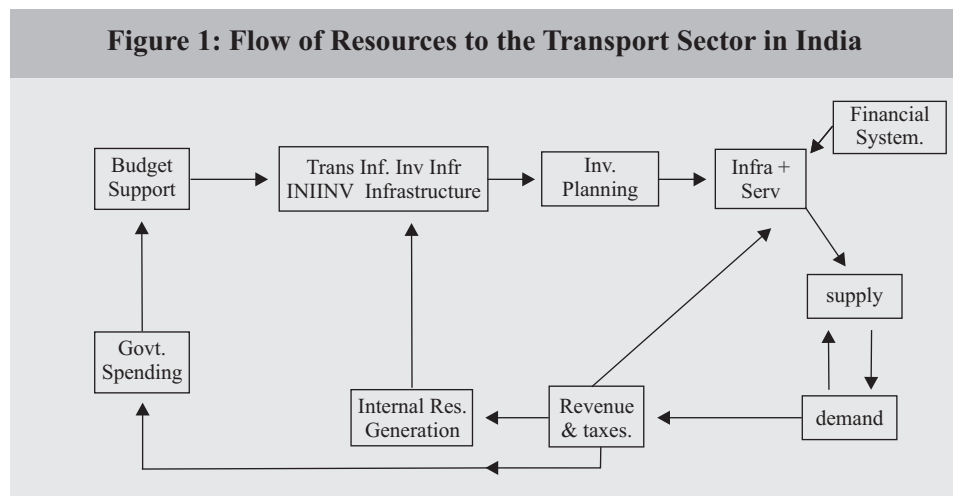 Figure 1: Flow of Resources to the Transport Sector in India
Financial
System.
Budget
Support
Trans Inf. Inv Infr
INIINV Infrastructure
Inv.
Planning
Infra +
Serv
supply
Govt.
Spending
Internal Res.
Generation
Revenue
& taxes.
demand